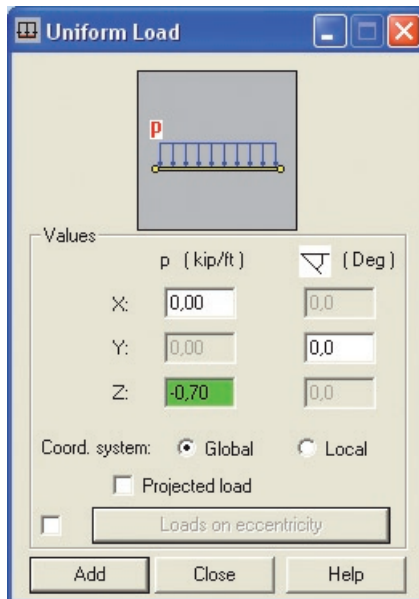 Uniform Load
p
Values
p (kip/ft) (Deg)
X: 0,00 0,0
Y: 0,00 0,0
Z: -0,70 0,0
Coord. system: Global Local
Projected load
Loads on eccentricity
Add Close Help